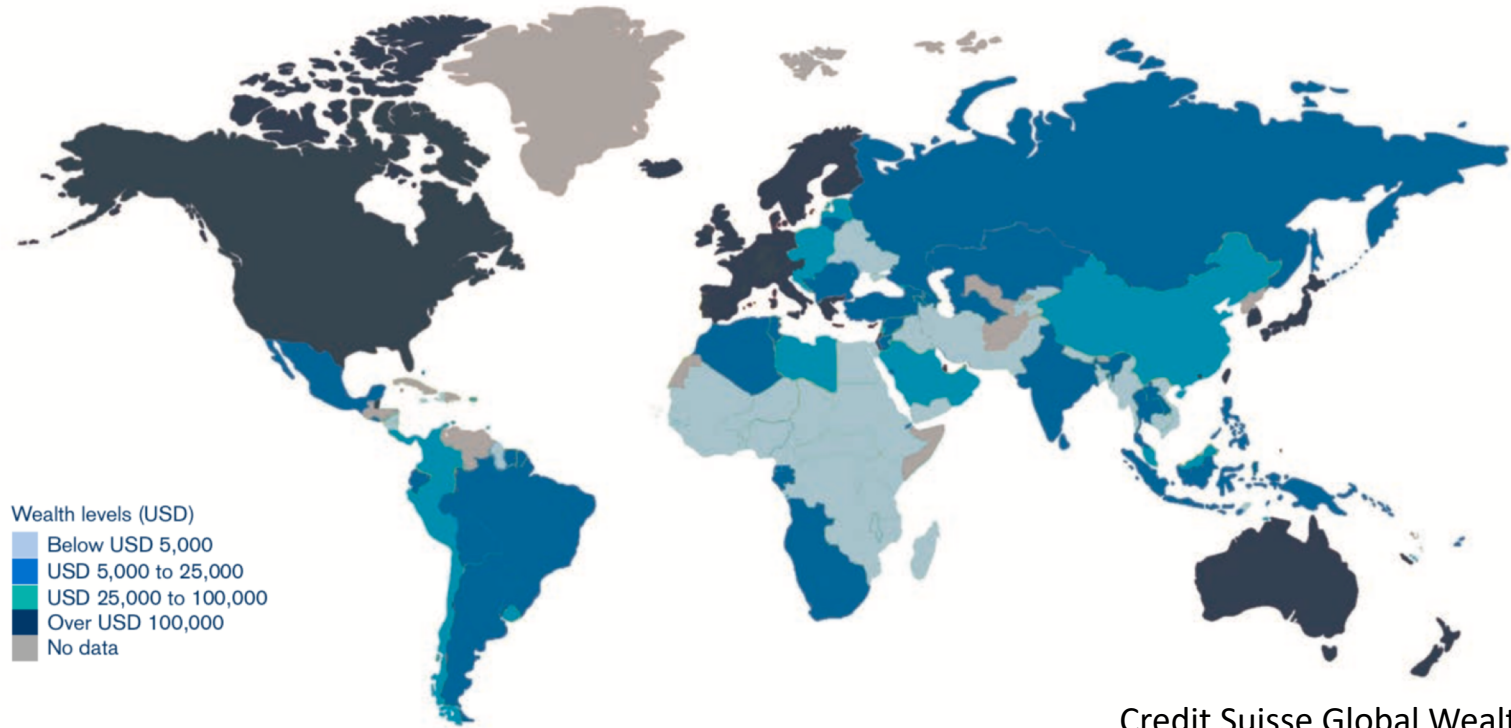 Wealth levels (USD)
Below USD 5,000
USD 5,000 to 25,000
USD 25,000 to 100,000
Over USD 100,000
No data
Credit Suisse Global Wealt